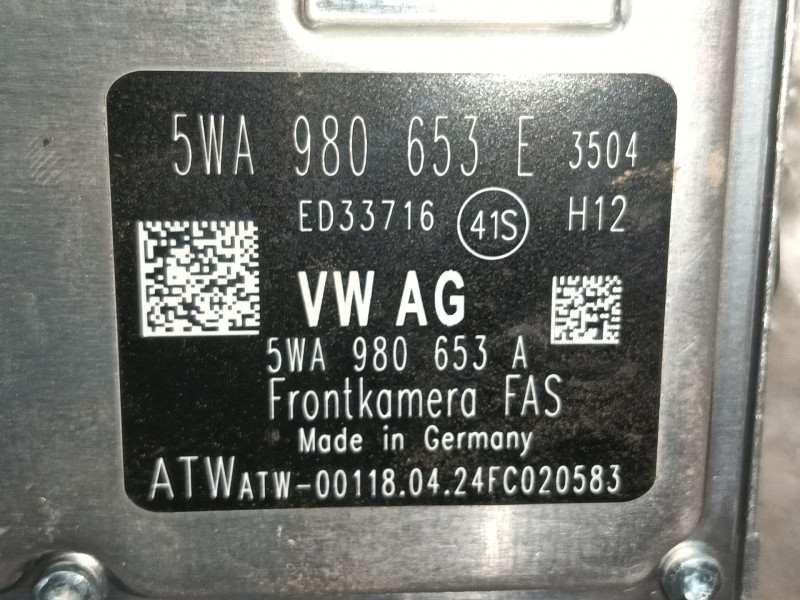 5WA 980 653 E 3504
ED33716 41S H12
VW AG
5WA 980 653 A
Frontkamera FAS
Made in Germany
ATW ATW-00118.04.24FC020583